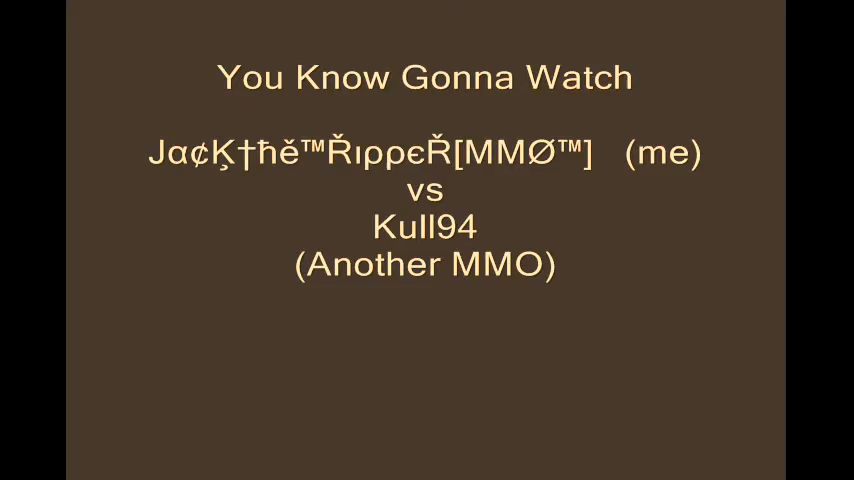 You Know Gonna Watch
Jα¢Ķ†ħě™Řιρρєř[MMØ™] (me)
vs
Kull94
(Another MMO)